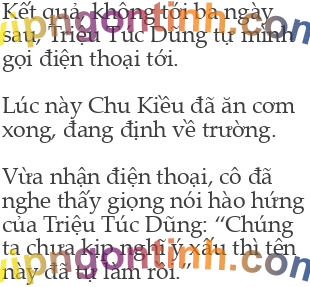 vipngontinh.com
Kết quả, không tới ba ngày
sau, Triệu Túc Dũng tự mình
gọi điện thoại tới.
Lúc này Chu Kiều đã ăn cơm
xong, đang định về trường.
Vừa nhận điện thoại, cô đã
nghe thấy giọng nói hào hứng
của Triệu Túc Dũng: “Chúng
ta chưa kịp nghĩ ý xấu thì tên
này đã tự làm rồi.”
vipngontinh.com